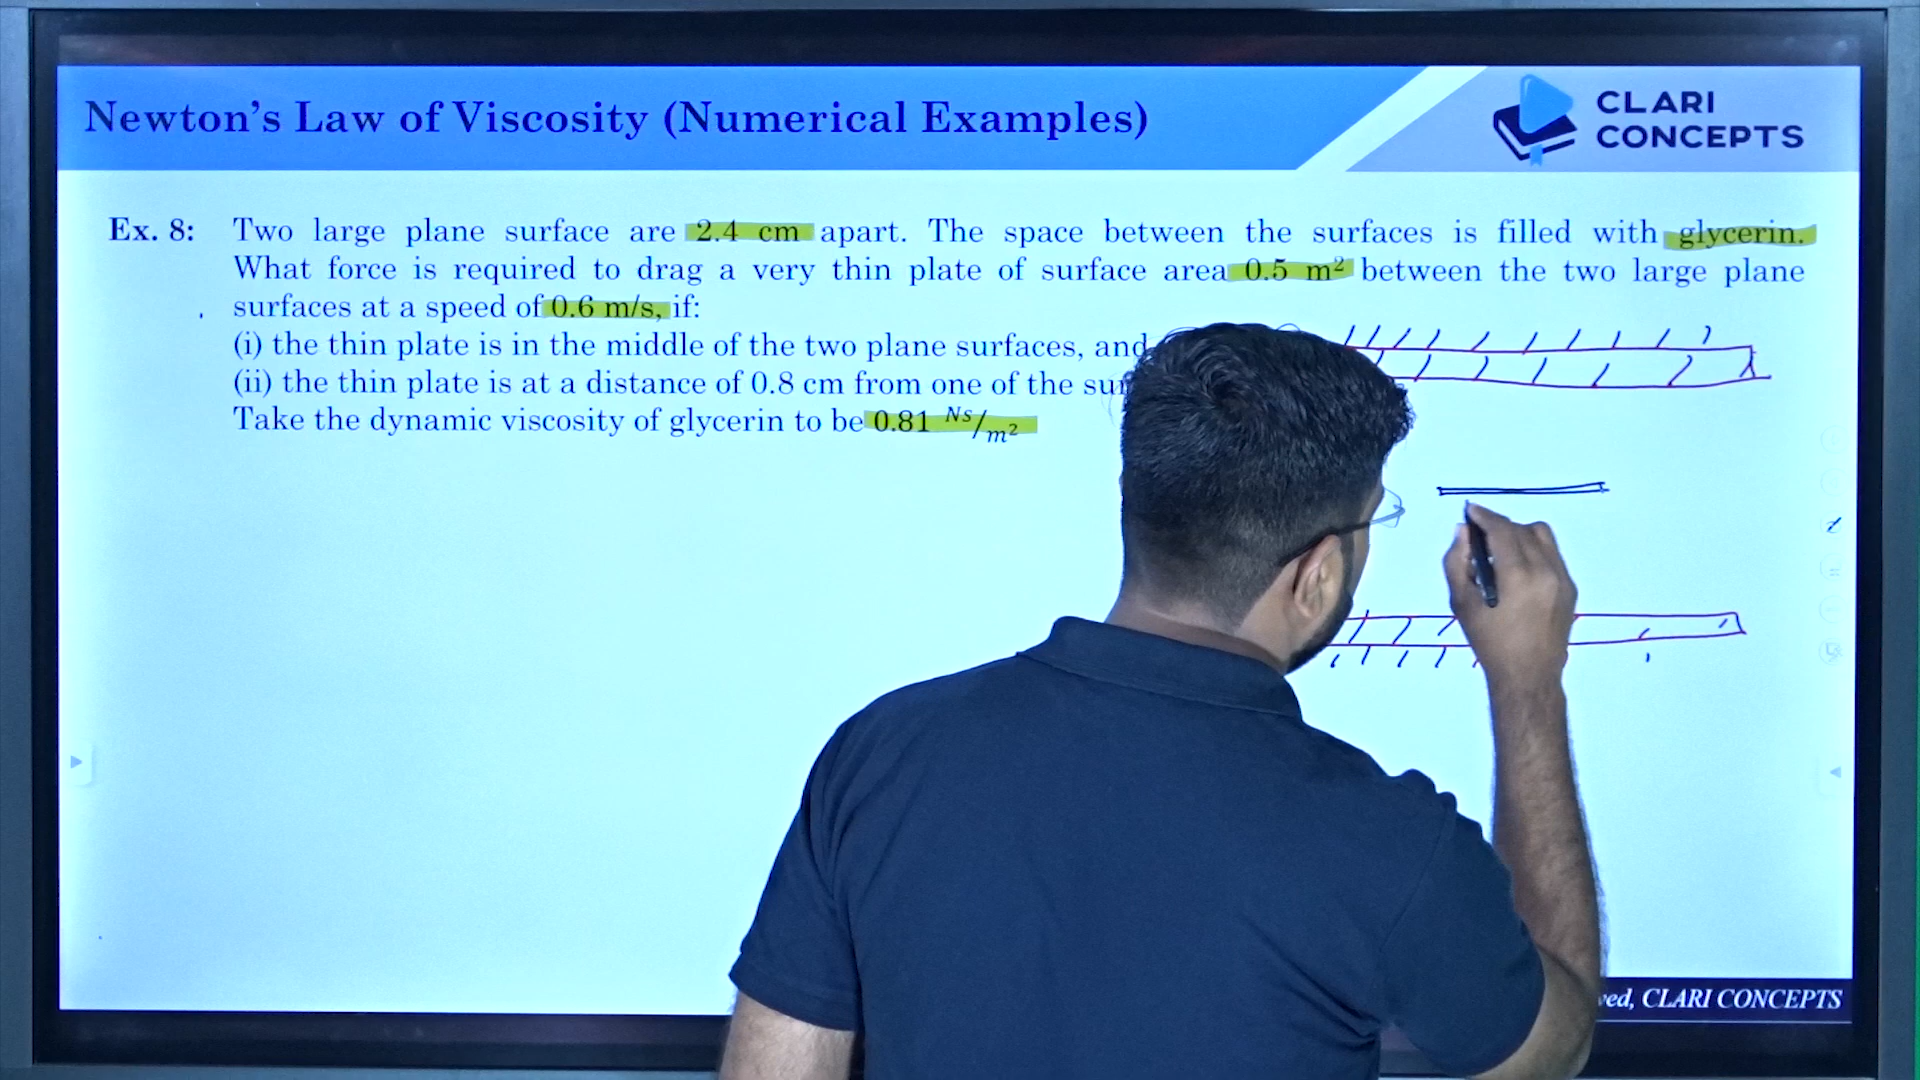 Newton's Law of Viscosity (Numerical Examples)
CLARI
CONCEPTS
Ex. 8: Two large plane surface are 2.4 cm apart. The space between the surfaces is filled with glycerin.
What force is required to drag a very thin plate of surface area 0.5 m² between the two large plane
surfaces at a speed of 0.6 m/s, if:
(i) the thin plate is in the middle of the two plane surfaces, and
(ii) the thin plate is at a distance of 0.8 cm from one of the
Take the dynamic viscosity of glycerin to be 0.81 Ns/m²
CLARI CONCEPTS